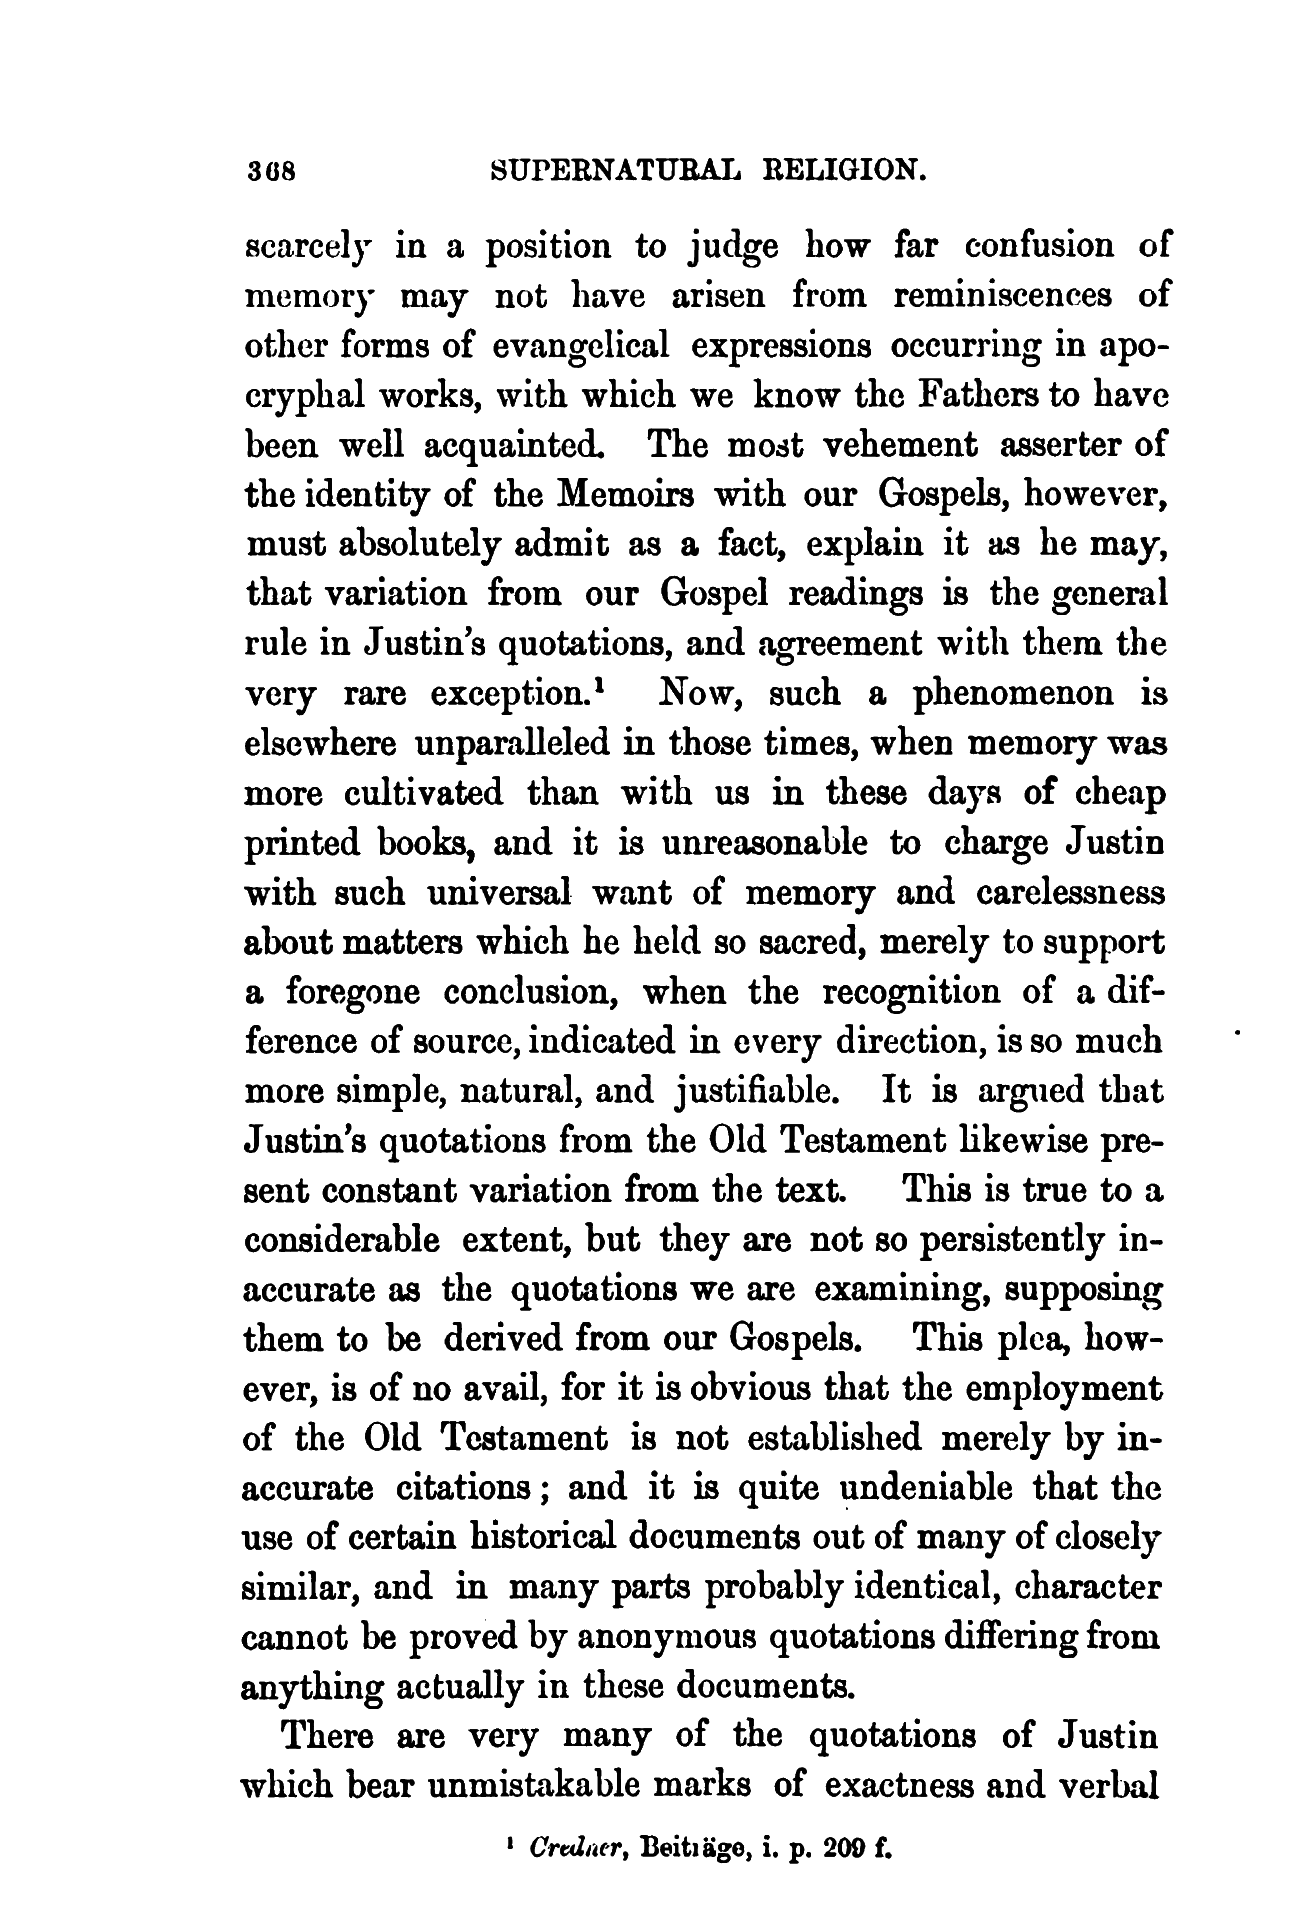 368 SUPERNATURAL RELIGION.
scarcely in a position to judge how far confusion of
memory may not have arisen from reminiscences of
other forms of evangelical expressions occurring in apo-
cryphal works, with which we know the Fathers to have
been well acquainted. The most vehement asserter of
the identity of the Memoirs with our Gospels, however,
must absolutely admit as a fact, explain it as he may,
that variation from our Gospel readings is the general
rule in Justin's quotations, and agreement with them the
very rare exception.¹ Now, such a phenomenon is
elsewhere unparalleled in those times, when memory was
more cultivated than with us in these days of cheap
printed books, and it is unreasonable to charge Justin
with such universal want of memory and carelessness
about matters which he held so sacred, merely to support
a foregone conclusion, when the recognition of a dif-
ference of source, indicated in every direction, is so much
more simple, natural, and justifiable. It is argued that
Justin's quotations from the Old Testament likewise pre-
sent constant variation from the text. This is true to a
considerable extent, but they are not so persistently in-
accurate as the quotations we are examining, supposing
them to be derived from our Gospels. This plea, how-
ever, is of no avail, for it is obvious that the employment
of the Old Testament is not established merely by in-
accurate citations; and it is quite undeniable that the
use of certain historical documents out of many of closely
similar, and in many parts probably identical, character
cannot be proved by anonymous quotations differing from
anything actually in these documents.
There are very many of the quotations of Justin
which bear unmistakable marks of exactness and verbal
¹ Credner, Beiträge, i. p. 209 f.